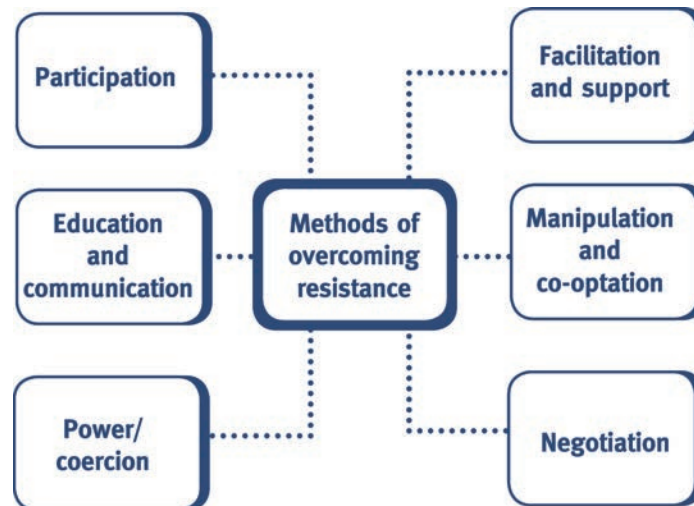 Participation
Facilitation
and support
Education
and
communication
Methods of
overcoming
resistance
Manipulation
and
co-optation
Power/
coercion
Negotiation